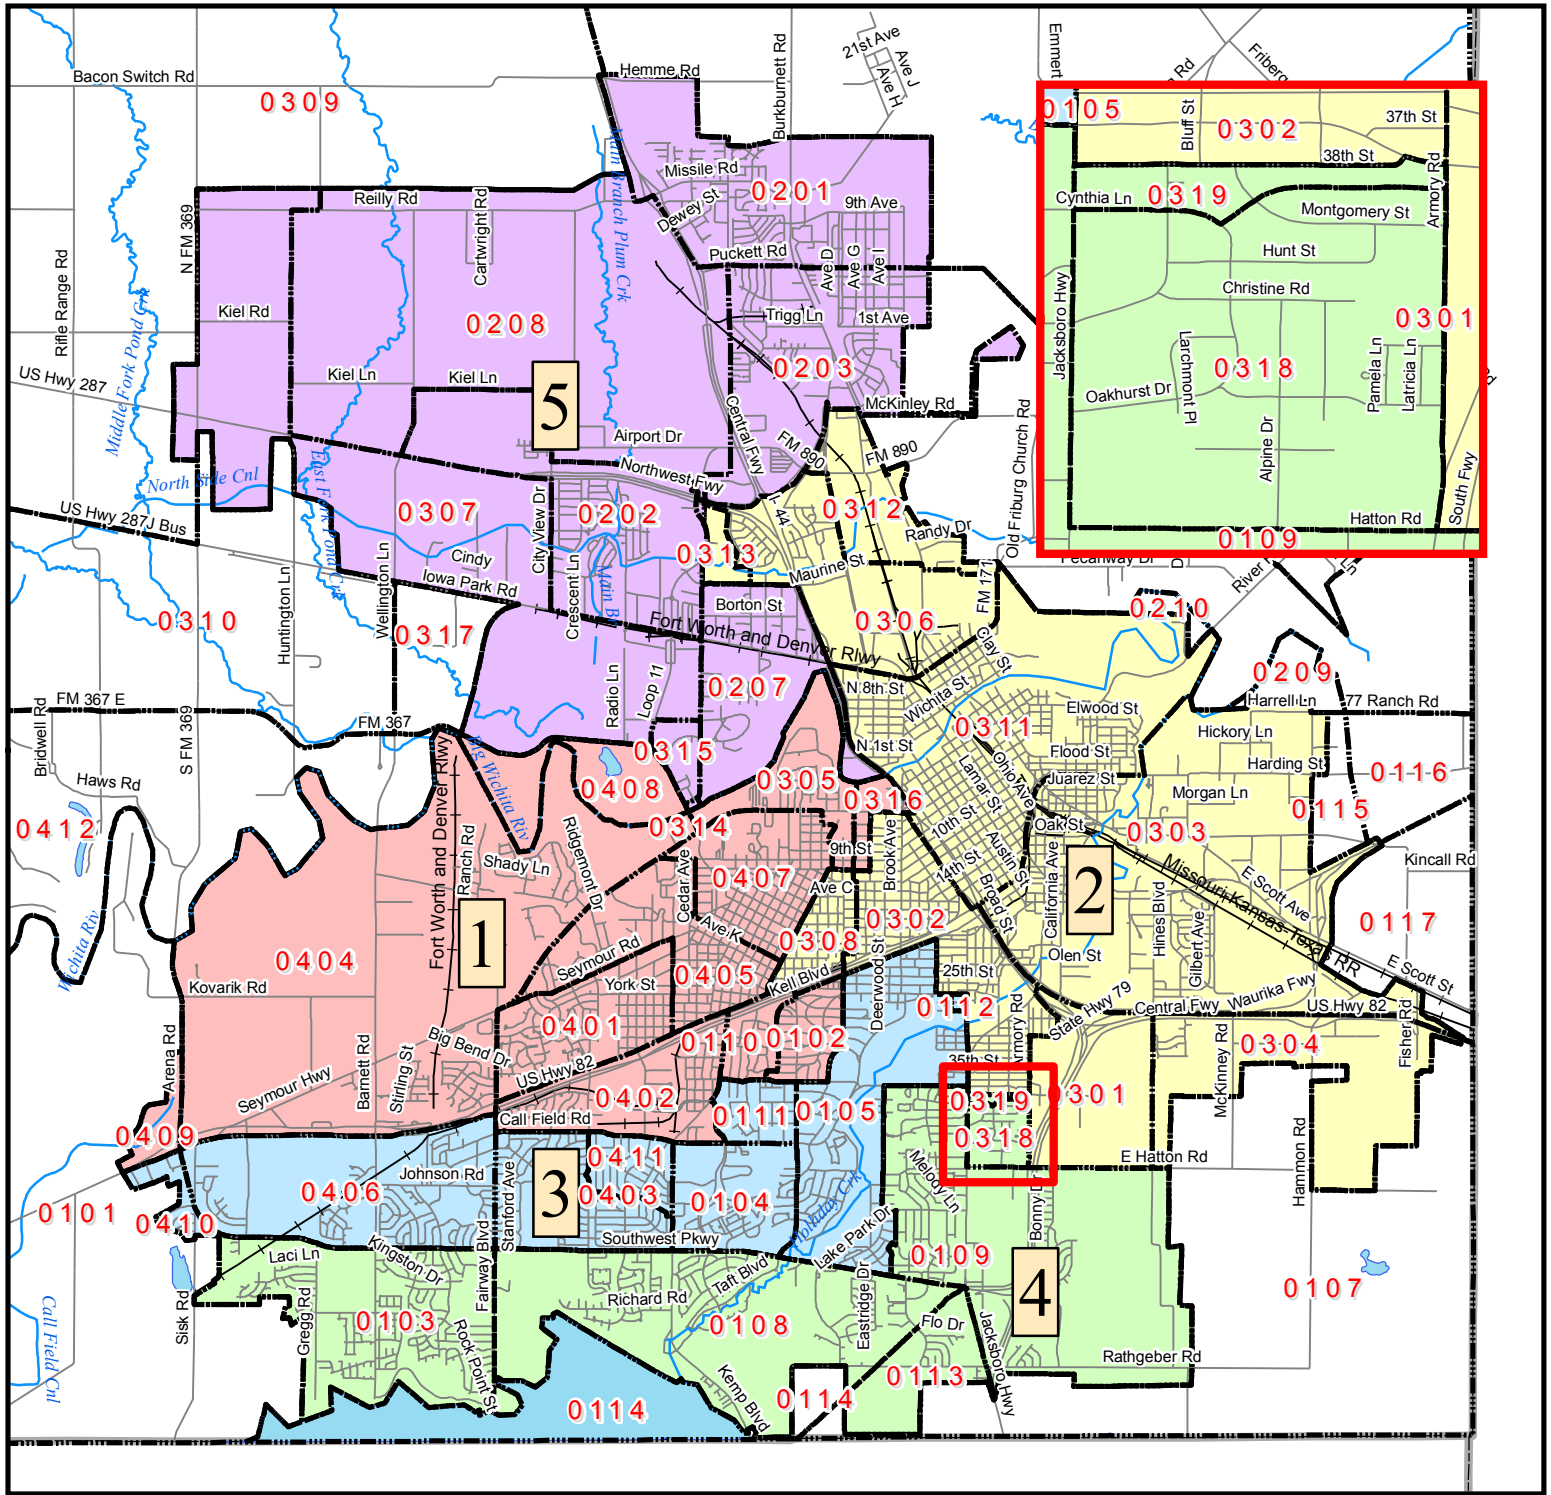 Bacon Switch Rd
0309
Hemme Rd
Burkburnett Rd
21st Ave
Ave J
Ave H
Emmert
Friberg
g Rd
0105
Bluff St
0302
37th St
38th St
Armory Rd
Cynthia Ln
0319
Montgomery St
Hunt St
Christine Rd
0301
Jacksboro Hwy
Larchmont Pl
0318
Pamela Ln
Latricia Ln
Oakhurst Dr
Alpine Dr
South Fwy
Hatton Rd
0109
Rd
Main Branch Plum Crk
Missile Rd
0201
Dewey St
9th Ave
Reilly Rd
Cartwright Rd
N FM 369
Rifle Range Rd
Puckett Rd
Ave D
Ave G
Ave I
Middle Fork Pond Crk
Kiel Rd
0208
Trigg Ln
1st Ave
US Hwy 287
Kiel Ln
Kiel Ln
5
0203
McKinley Rd
Central Fwy
Airport Dr
FM 890
FM 890
Old Friburg Church Rd
North Side Cnl
East Fork Pond Crk
Northwest Fwy
I- 44
US Hwy 287J Bus
0307
City View Dr
0202
0312
Randy Dr
Cindy
0313
Maurine St
Pecanway Dr
D
River
Ln
Iowa Park Rd
Crescent Ln
Main Br
Borton St
FM 171
0210
Huntington Ln
Wellington Ln
0310
0317
Fort Worth and Denver Rlwy
0306
Clay St
0209
Radio Ln
Loop 11
0207
N 8th St
Wichita St
Harrell Ln
77 Ranch Rd
FM 367 E
Bridwell Rd
S FM 369
FM 367
0311
Elwood St
Hickory Ln
Big Wichita Riv
0315
N 1st St
Flood St
Ohio Ave
Juarez St
Harding St
0116
Haws Rd
0408
0305
Lamar St
Morgan Ln
0316
0115
0412
Fort Worth and Denver Rlwy
Ranch Rd
Ridgemont Dr
0314
10th St
Oak St
0303
9th St
Brook Ave
Austin St
Kincall Rd
Shady Ln
Cedar Ave
0407
14th St
Missouri-Kansas-Texas RR
Ave C
California Ave
2
E Scott Ave
Broad St
Wichita Riv
1
Ave K
0302
Hines Blvd
Gilbert Ave
0117
0404
Seymour Rd
0308
Olen St
0405
Kell Blvd
Deerwood St
25th St
E Scott St
Kovarik Rd
York St
State Hwy 79
Central Fwy
Waurika Fwy
US Hwy 82
0112
Armory Rd
Arena Rd
0401
Big Bend Dr
0110
0102
McKinney Rd
0304
Fisher Rd
Barnett Rd
Stirling St
US Hwy 82
35th St
Seymour Hwy
0402
0319
0301
Call Field Rd
0111
0105
0409
0318
0411
Melody Ln
E Hatton Rd
Hammon Rd
Johnson Rd
Stanford Ave
3
0406
0403
0104
Holliday Crk
Bonny Dr
0101
0410
Southwest Pkwy
Lake Park Dr
Laci Ln
Kingston Dr
Fairway Blvd
0109
Taft Blvd
4
0107
Call Field Cnl
Sisk Rd
Gregg Rd
Richard Rd
Eastridge Dr
0103
Rock Point St
0108
Flo Dr
Jacksboro Hwy
Rathgeber Rd
Kemp Blvd
0113
0114
0114